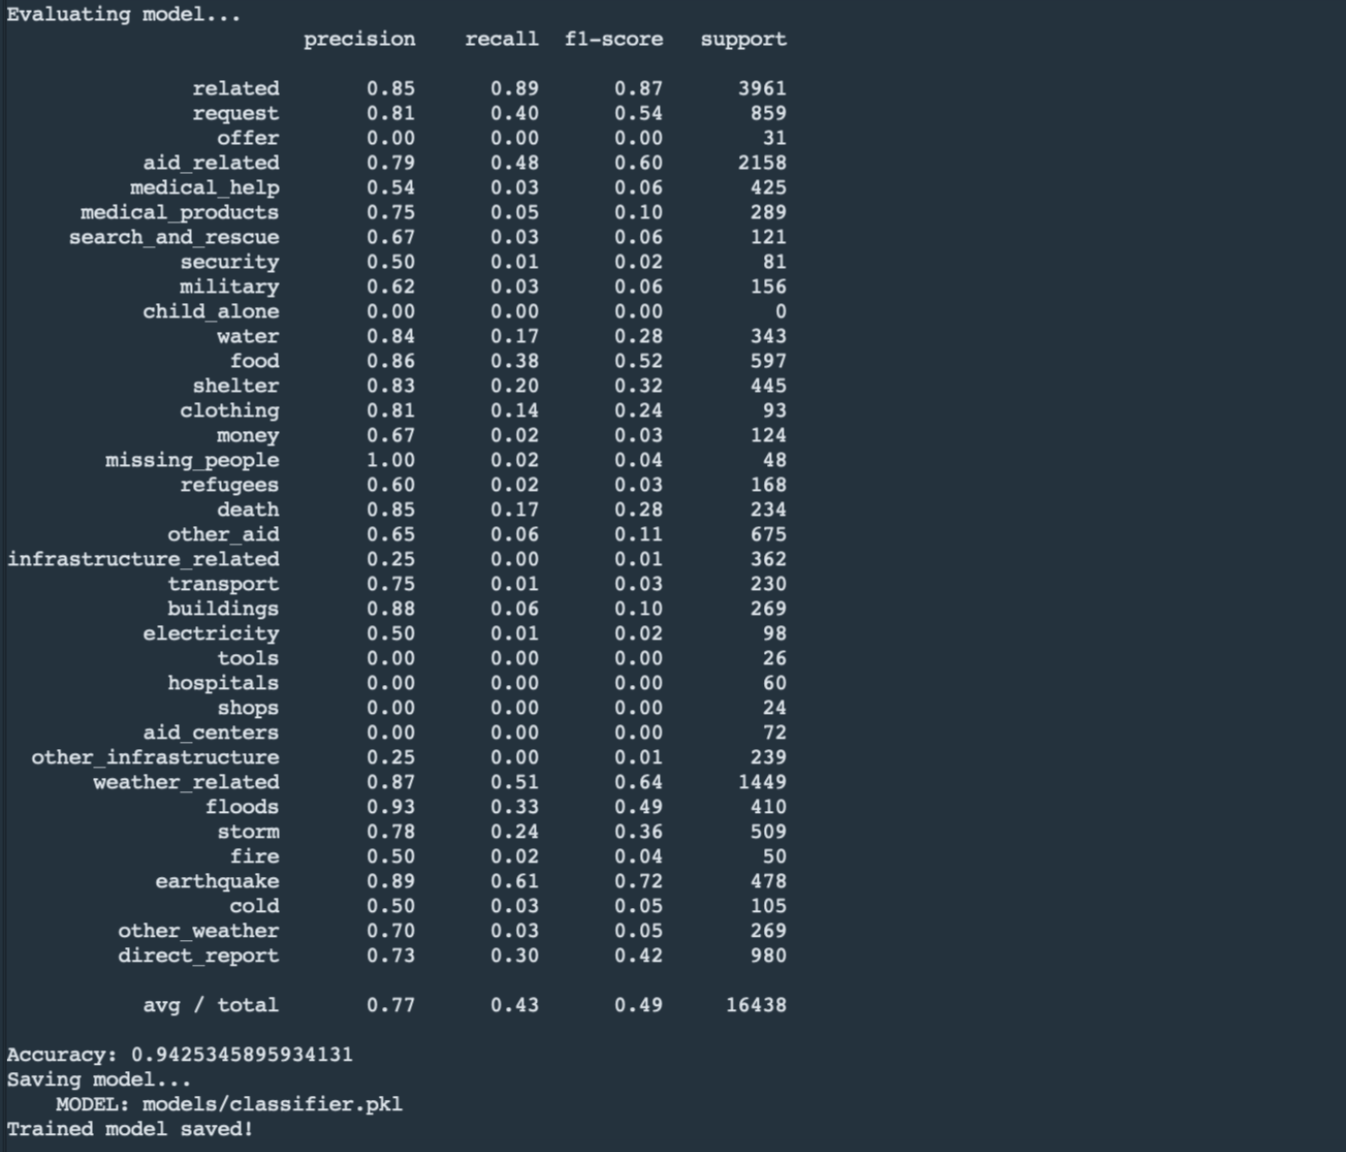 Evaluating model...
precision recall f1-score support
related 0.85 0.89 0.87 3961
request 0.81 0.40 0.54 859
offer 0.00 0.00 0.00 31
aid_related 0.79 0.48 0.60 2158
medical_help 0.54 0.03 0.06 425
medical_products 0.75 0.05 0.10 289
search_and_rescue 0.67 0.03 0.06 121
security 0.50 0.01 0.02 81
military 0.62 0.03 0.06 156
child_alone 0.00 0.00 0.00 0
water 0.84 0.17 0.28 343
food 0.86 0.38 0.52 597
shelter 0.83 0.20 0.32 445
clothing 0.81 0.14 0.24 93
money 0.67 0.02 0.03 124
missing_people 1.00 0.02 0.04 48
refugees 0.60 0.02 0.03 168
death 0.85 0.17 0.28 234
other_aid 0.65 0.06 0.11 675
infrastructure_related 0.25 0.00 0.01 362
transport 0.75 0.01 0.03 230
buildings 0.88 0.06 0.10 269
electricity 0.50 0.01 0.02 98
tools 0.00 0.00 0.00 26
hospitals 0.00 0.00 0.00 60
shops 0.00 0.00 0.00 24
aid_centers 0.00 0.00 0.00 72
other_infrastructure 0.25 0.00 0.01 239
weather_related 0.87 0.51 0.64 1449
floods 0.93 0.33 0.49 410
storm 0.78 0.24 0.36 509
fire 0.50 0.02 0.04 50
earthquake 0.89 0.61 0.72 478
cold 0.50 0.03 0.05 105
other_weather 0.70 0.03 0.05 269
direct_report 0.73 0.30 0.42 980
avg / total 0.77 0.43 0.49 16438
Accuracy: 0.9425345895934131
Saving model...
MODEL: models/classifier.pkl
Trained model saved!